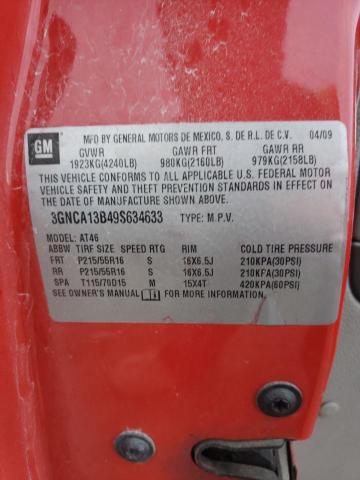 GM
MFD BY GENERAL MOTORS DE MEXICO, S. DE R.L. DE C.V. 04/09
GVWR GAWR FRT GAWR RR
1923KG(4240LB) 980KG(2160LB) 979KG(2158LB)
THIS VEHICLE CONFORMS TO ALL APPLICABLE U.S. FEDERAL MOTOR
VEHICLE SAFETY, BUMPER, AND THEFT PREVENTION STANDARDS IN EFFECT ON
THE DATE OF MANUFACTURE SHOWN ABOVE.
3GNCA13B49S634633 TYPE: M.P.V.
MODEL: AT46
ABBW TIRE SIZE SPEED RTG RIM COLD TIRE PRESSURE
FRT P215/55R16 S 16X6.5J 210KPA(30PSI)
RR P215/55R16 S 16X6.5J 210KPA(30PSI)
SPA T115/70D15 M 15X4T 420KPA(60PSI)
SEE OWNER'S MANUAL FOR MORE INFORMATION.